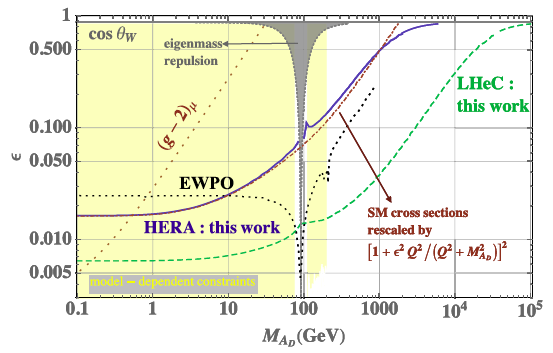 1
cos θ_W
0.500
eigenmass
repulsion
LHeC :
this work
(g − 2)_μ
0.100
ϵ
0.050
EWPO
SM cross sections
HERA : this work
rescaled by
[1 + ϵ² Q² /(Q² + M²_{A_D})]²
0.010
0.005
model − dependent constraints
0.1 1 10 100 1000 10⁴ 10⁵
M_{A_D}(GeV)